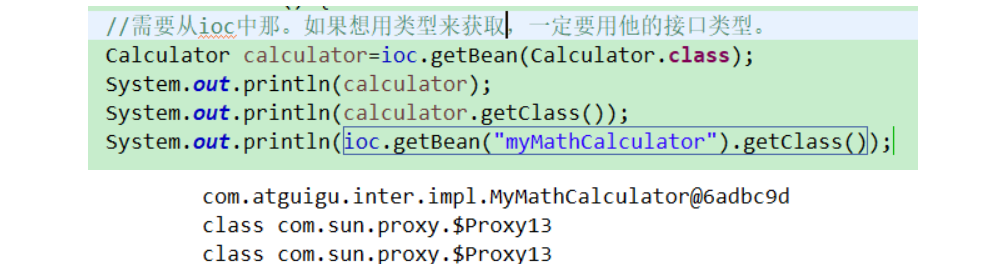 //需要从ioc中那。如果想用类型来获取，一定要用他的接口类型。
Calculator calculator=ioc.getBean(Calculator.class);
System.out.println(calculator);
System.out.println(calculator.getClass());
System.out.println(ioc.getBean("myMathCalculator").getClass());
com.atguigu.inter.impl.MyMathCalculator@6adbc9d
class com.sun.proxy.$Proxy13
class com.sun.proxy.$Proxy13